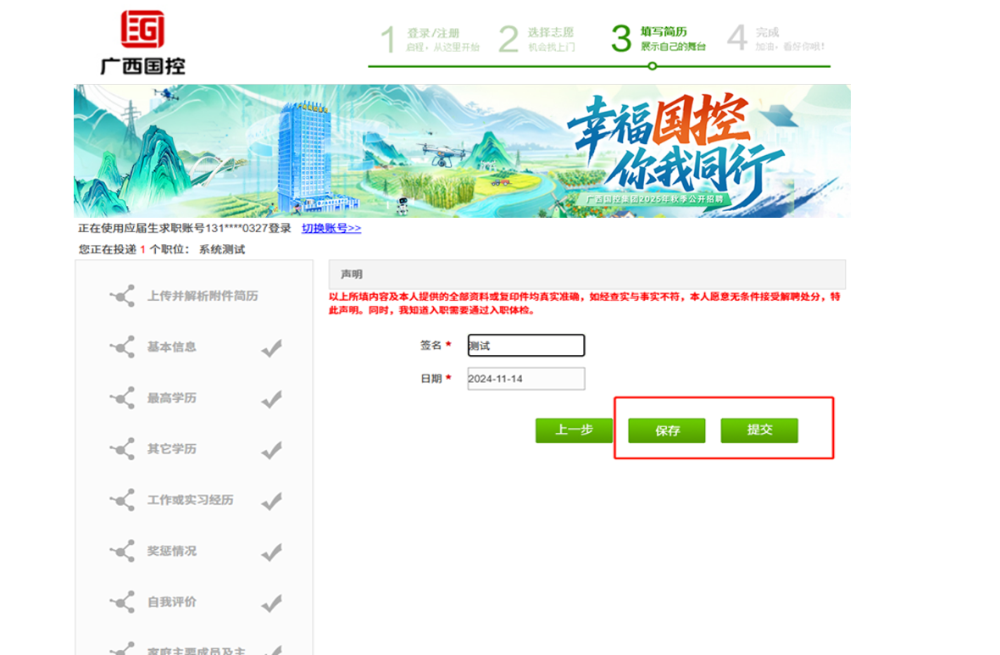 EG
广西国控
1 登录/注册
启程，从这里开始
2 选择志愿
机会找上门
3 填写简历
展示自己的舞台
4 完成
加油，看好你哦！
幸福国控
你我同行
广西国控集团2025年秋季公开招聘
正在使用应届生求职账号131****0327登录 切换账号>>
您正在投递 1 个职位： 系统测试
上传并解析附件简历
基本信息
最高学历
其它学历
工作或实习经历
奖惩情况
自我评价
家庭主要成员及主
声明
以上所填内容及本人提供的全部资料或复印件均真实准确，如经查实与事实不符，本人愿意无条件接受解聘处分，特
此声明。同时，我知道入职需要通过入职体检。
签名 * 测试
日期 * 2024-11-14
上一步 保存 提交